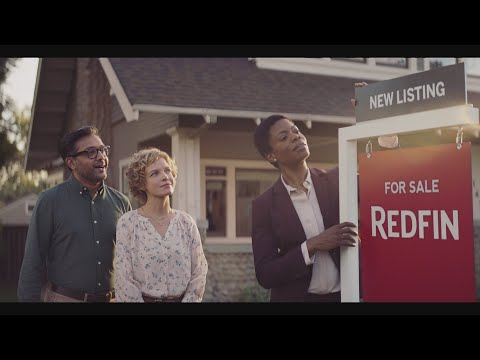 NEW LISTING
FOR SALE
REDFIN